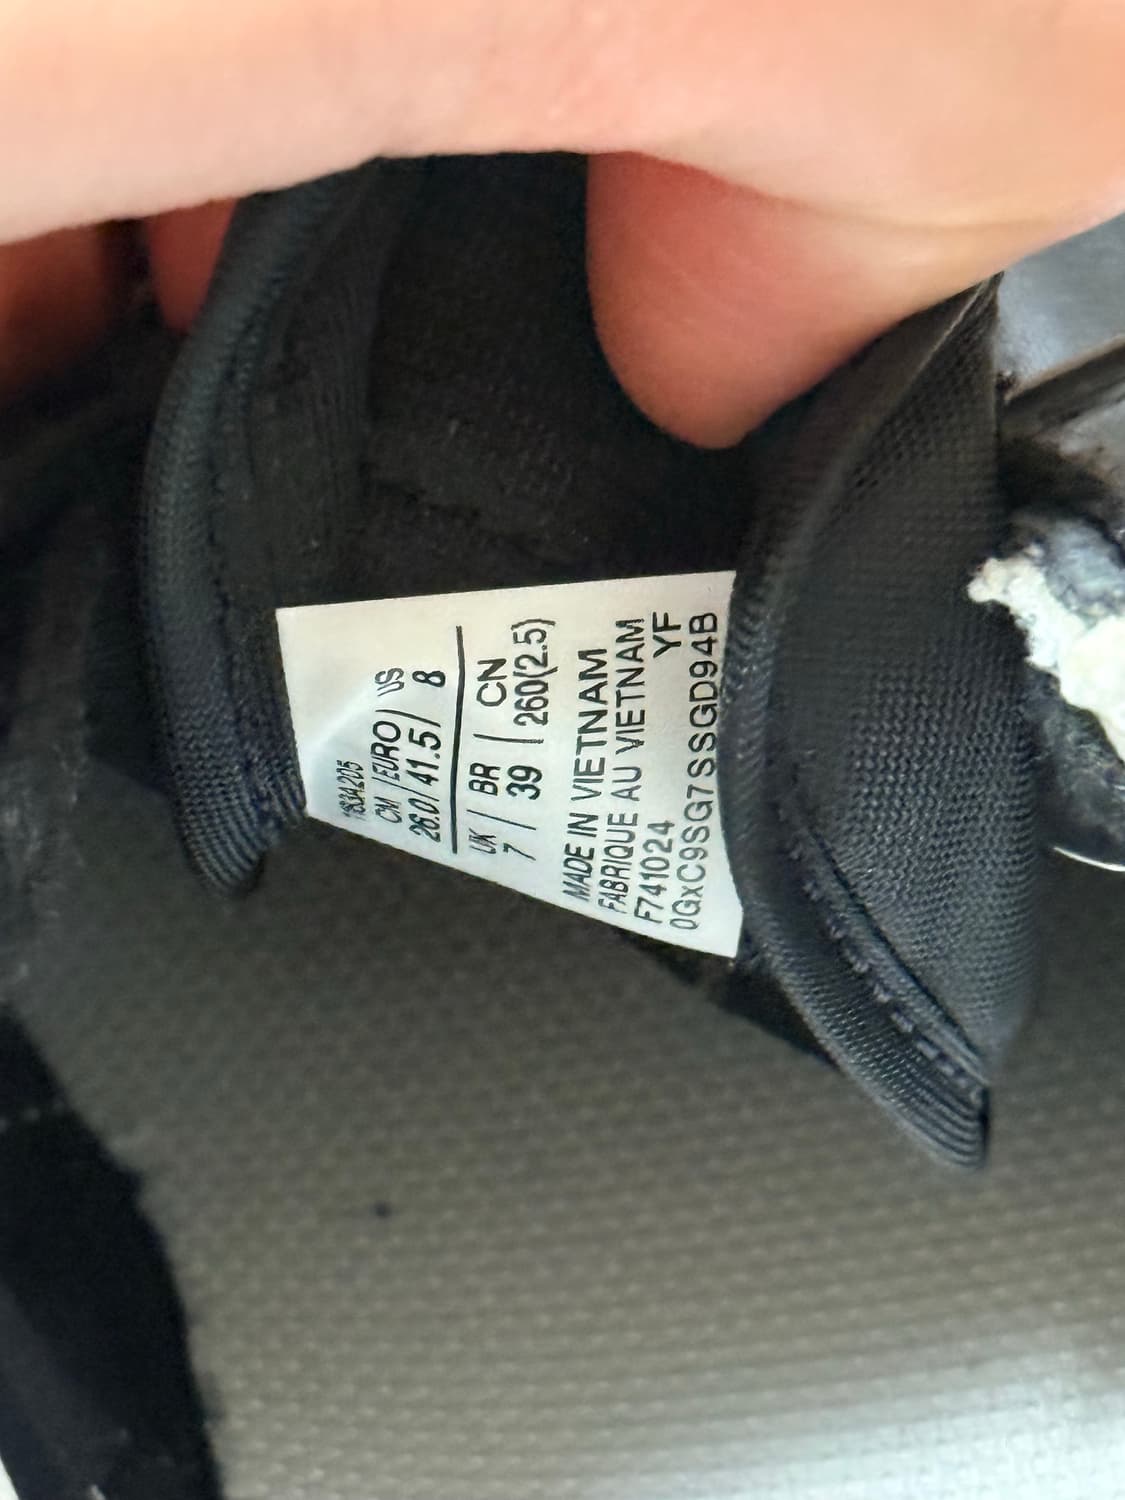 1183A205
CM / EURO / US
26.0 / 41.5 / 8
UK / BR | CN
7 / 39 | 260(2.5)
MADE IN VIETNAM
FABRIQUE AU VIETNAM
F741024 YF
0GxC9SG7SSGD94B